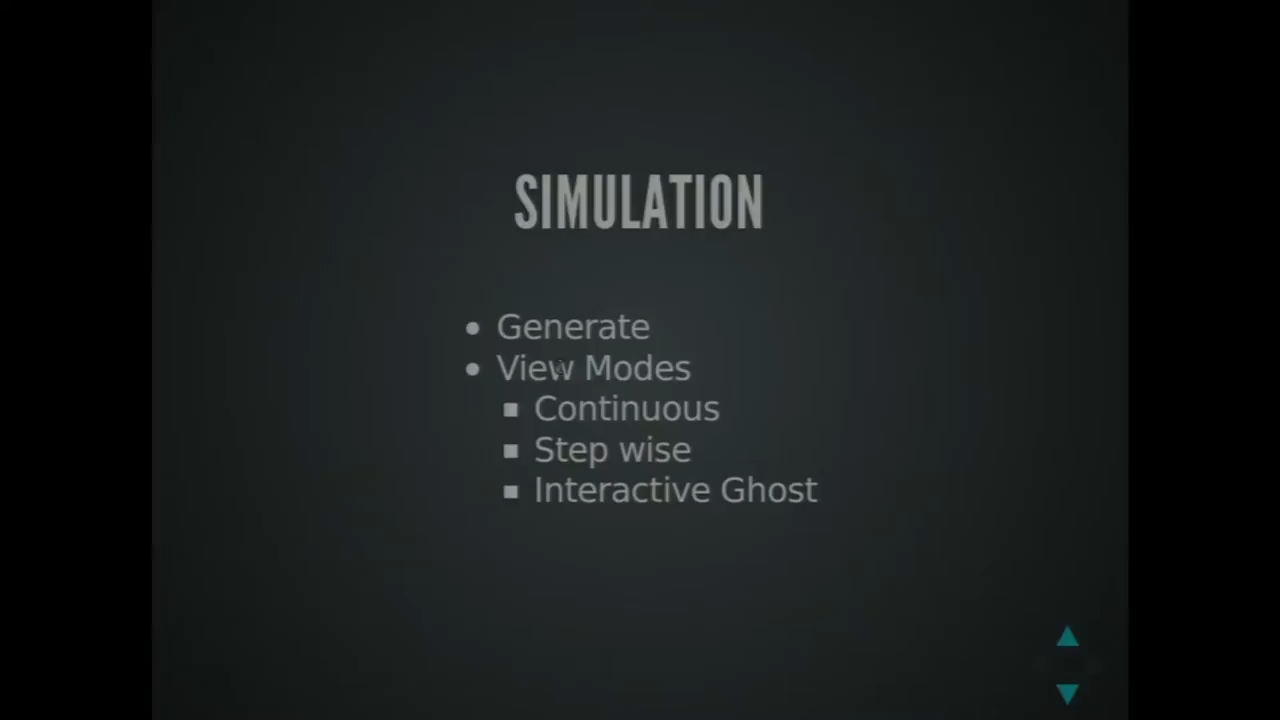 SIMULATION
Generate
View Modes
Continuous
Step wise
Interactive Ghost